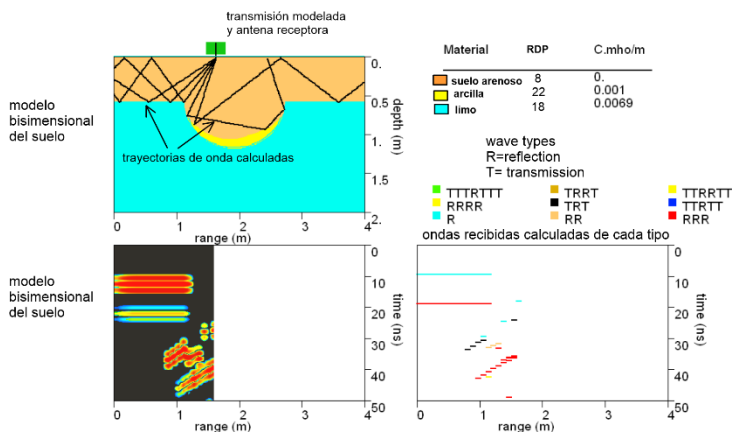 transmisión modelada
y antena receptora
modelo
bisimensional
del suelo
trayectorias de onda calculadas
0.
0.5
1.
1.5
2.
depth (m)
0 1 2 3 4
range (m)
Material RDP C.mho/m
suelo arenoso 8 0.
arcilla 22 0.001
limo 18 0.0069
wave types
R=reflection
T= transmission
TTTRTTT TRRT TTRRTT
RRRR TRT TTRTT
R RR RRR
modelo
bisimensional
del suelo
0
10
20
30
40
50
time (ns)
0 1 2 3 4
range (m)
ondas recibidas calculadas de cada tipo
0
10
20
30
40
50
time (ns)
0 1 2 3 4
range (m)